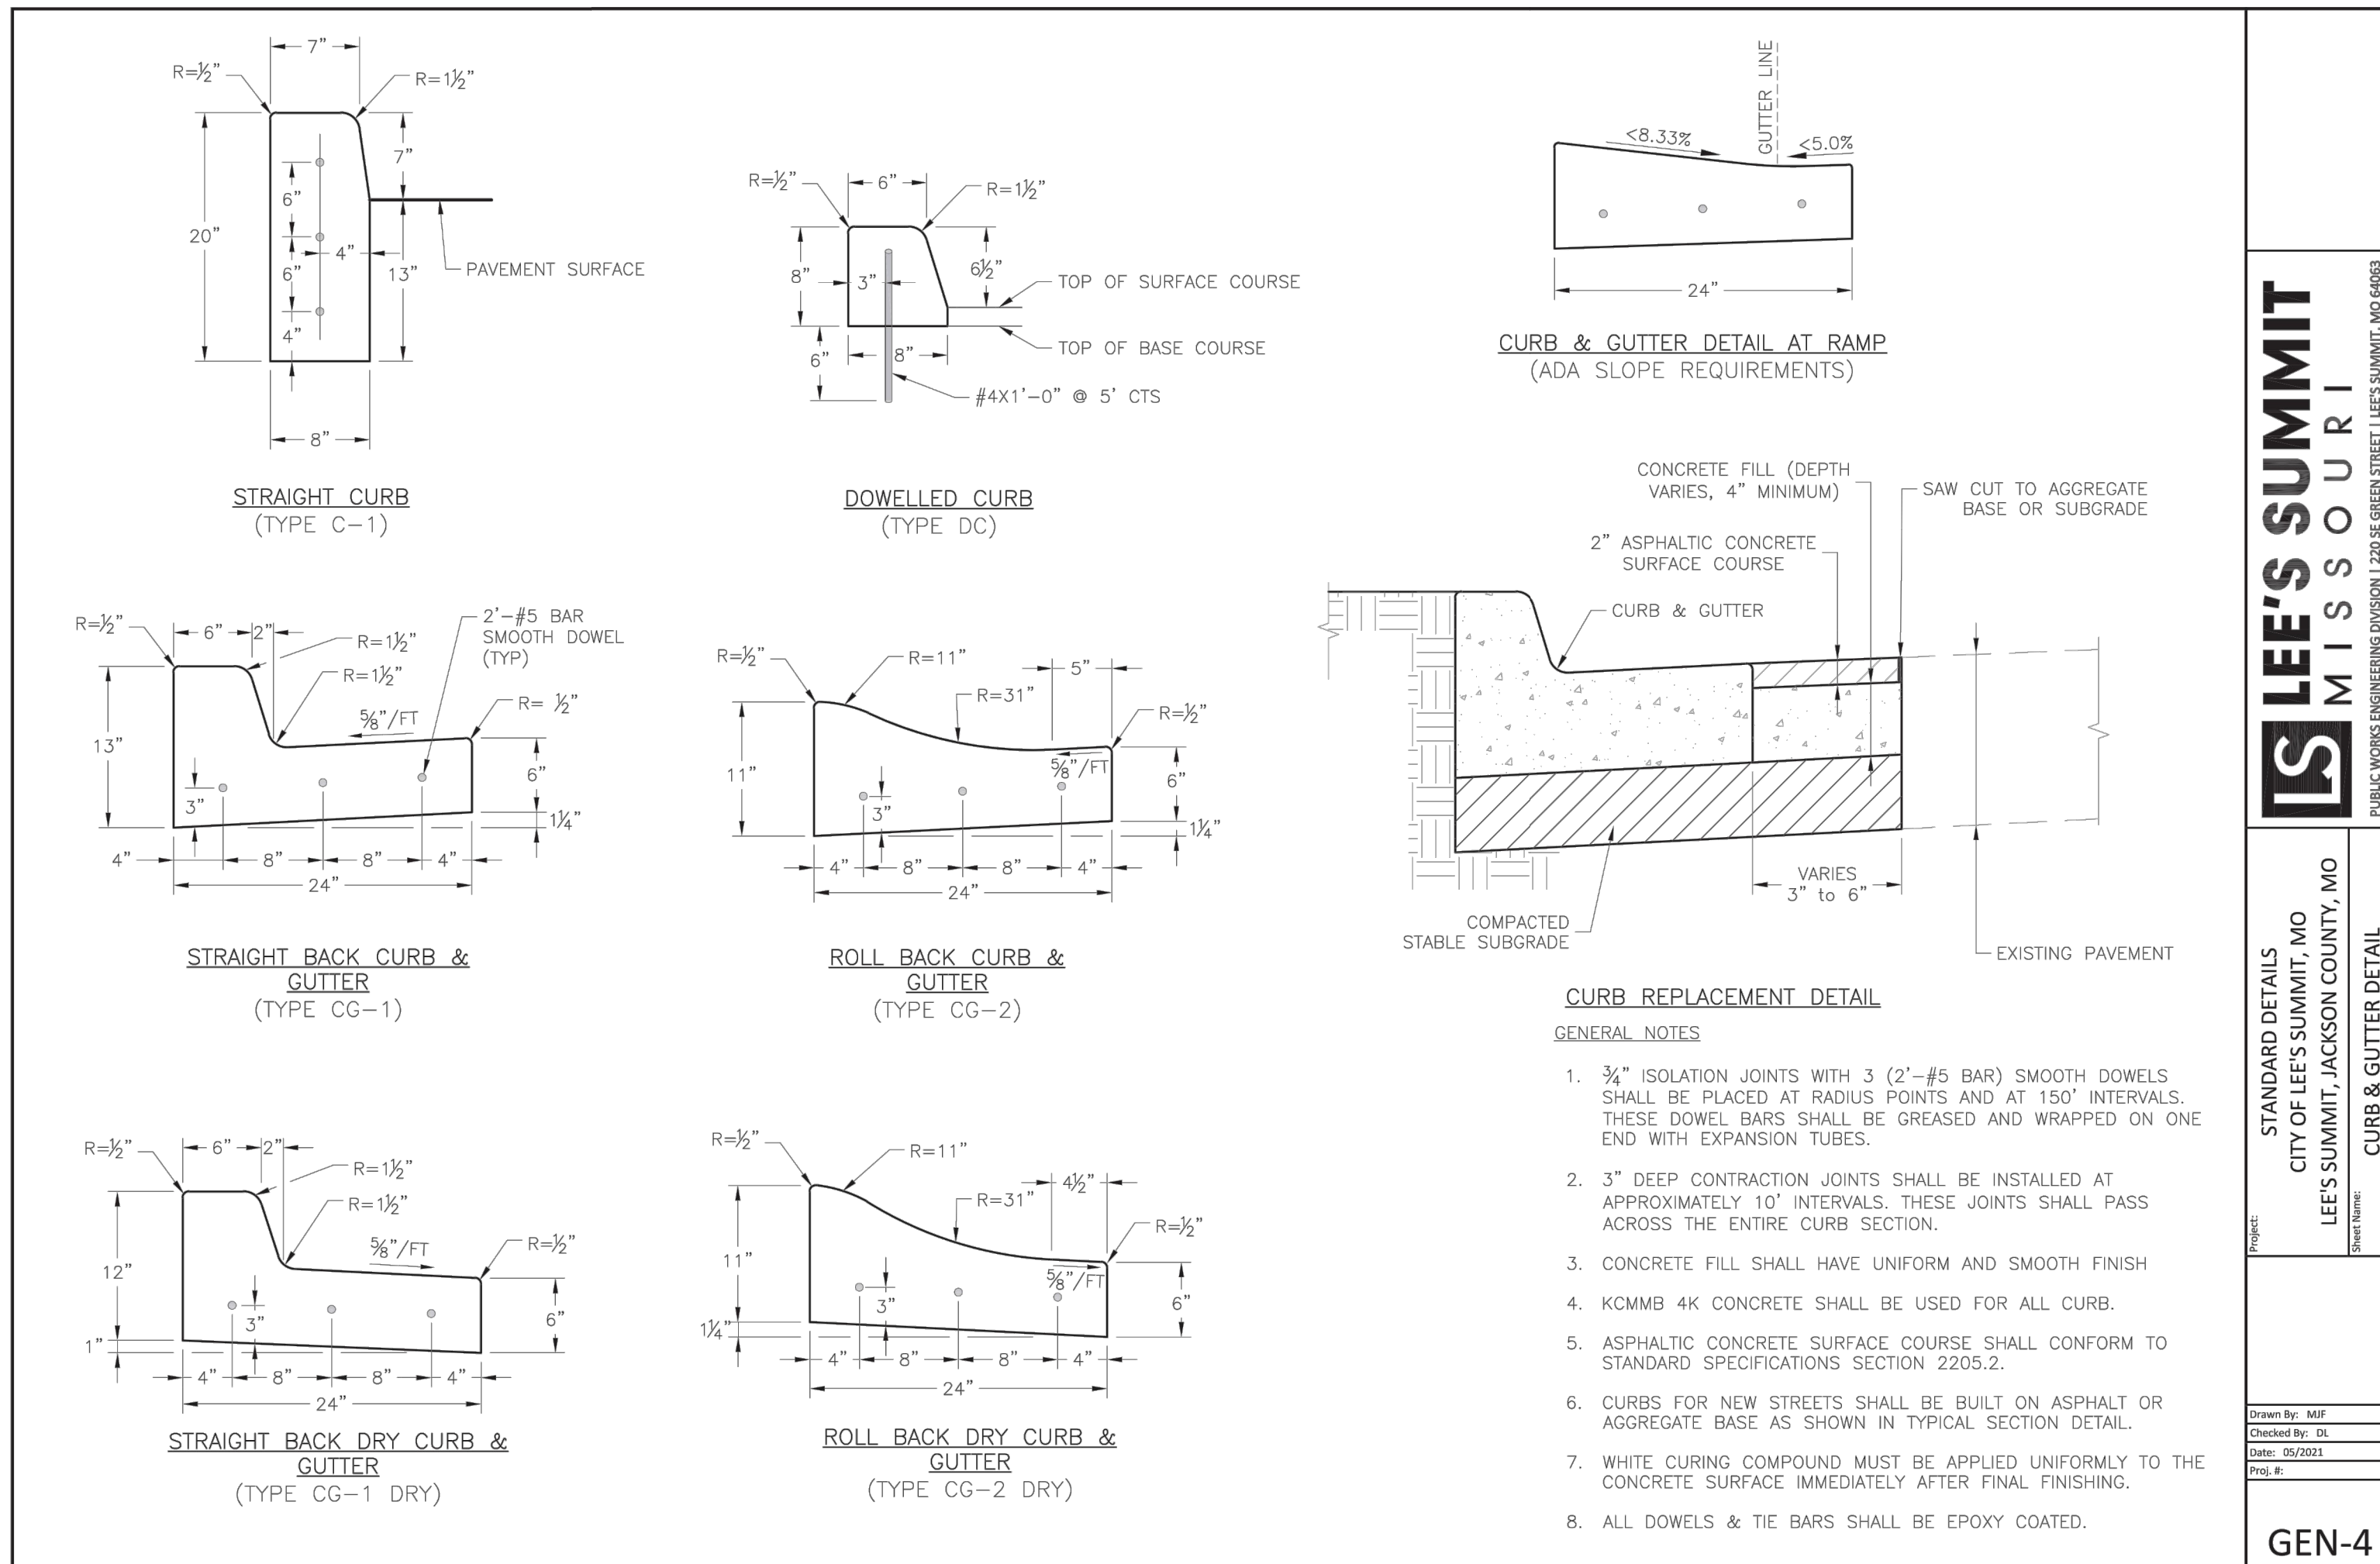 7"
R=½"
R=1½"
7"
6"
20"
4"
6"
13"
PAVEMENT SURFACE
4"
8"
STRAIGHT CURB
(TYPE C-1)
R=½"
6"
R=1½"
8"
3"
6½"
TOP OF SURFACE COURSE
6"
8"
TOP OF BASE COURSE
#4X1'-0" @ 5' CTS
DOWELLED CURB
(TYPE DC)
GUTTER LINE
<8.33%
<5.0%
24"
CURB & GUTTER DETAIL AT RAMP
(ADA SLOPE REQUIREMENTS)
R=½"
6"
2"
R=1½"
R=1½"
2'-#5 BAR
SMOOTH DOWEL
(TYP)
R= ½"
⅝"/FT
13"
3"
6"
1¼"
4"
8"
8"
4"
24"
STRAIGHT BACK CURB &
GUTTER
(TYPE CG-1)
R=½"
R=11"
5"
R=31"
R=½"
11"
⅝"/FT
6"
3"
1¼"
4"
8"
8"
4"
24"
ROLL BACK CURB &
GUTTER
(TYPE CG-2)
CONCRETE FILL (DEPTH
VARIES, 4" MINIMUM)
SAW CUT TO AGGREGATE
BASE OR SUBGRADE
2" ASPHALTIC CONCRETE
SURFACE COURSE
CURB & GUTTER
VARIES
3" to 6"
COMPACTED
STABLE SUBGRADE
EXISTING PAVEMENT
CURB REPLACEMENT DETAIL
R=½"
6"
2"
R=1½"
R=1½"
⅝"/FT
R=½"
12"
3"
6"
1"
4"
8"
8"
4"
24"
STRAIGHT BACK DRY CURB &
GUTTER
(TYPE CG-1 DRY)
R=½"
R=11"
4½"
R=31"
R=½"
11"
⅝"/FT
3"
6"
1¼"
4"
8"
8"
4"
24"
ROLL BACK DRY CURB &
GUTTER
(TYPE CG-2 DRY)
GENERAL NOTES
1. ¾" ISOLATION JOINTS WITH 3 (2'-#5 BAR) SMOOTH DOWELS
SHALL BE PLACED AT RADIUS POINTS AND AT 150' INTERVALS.
THESE DOWEL BARS SHALL BE GREASED AND WRAPPED ON ONE
END WITH EXPANSION TUBES.
2. 3" DEEP CONTRACTION JOINTS SHALL BE INSTALLED AT
APPROXIMATELY 10' INTERVALS. THESE JOINTS SHALL PASS
ACROSS THE ENTIRE CURB SECTION.
3. CONCRETE FILL SHALL HAVE UNIFORM AND SMOOTH FINISH
4. KCMMB 4K CONCRETE SHALL BE USED FOR ALL CURB.
5. ASPHALTIC CONCRETE SURFACE COURSE SHALL CONFORM TO
STANDARD SPECIFICATIONS SECTION 2205.2.
6. CURBS FOR NEW STREETS SHALL BE BUILT ON ASPHALT OR
AGGREGATE BASE AS SHOWN IN TYPICAL SECTION DETAIL.
7. WHITE CURING COMPOUND MUST BE APPLIED UNIFORMLY TO THE
CONCRETE SURFACE IMMEDIATELY AFTER FINAL FINISHING.
8. ALL DOWELS & TIE BARS SHALL BE EPOXY COATED.
LS
LEE'S SUMMIT
MISSOURI
PUBLIC WORKS ENGINEERING DIVISION | 220 SE GREEN STREET | LEE'S SUMMIT, MO 64063
Project:
STANDARD DETAILS
CITY OF LEE'S SUMMIT, MO
LEE'S SUMMIT, JACKSON COUNTY, MO
Sheet Name:
CURB & GUTTER DETAIL
Drawn By: MJF
Checked By: DL
Date: 05/2021
Proj. #:
GEN-4